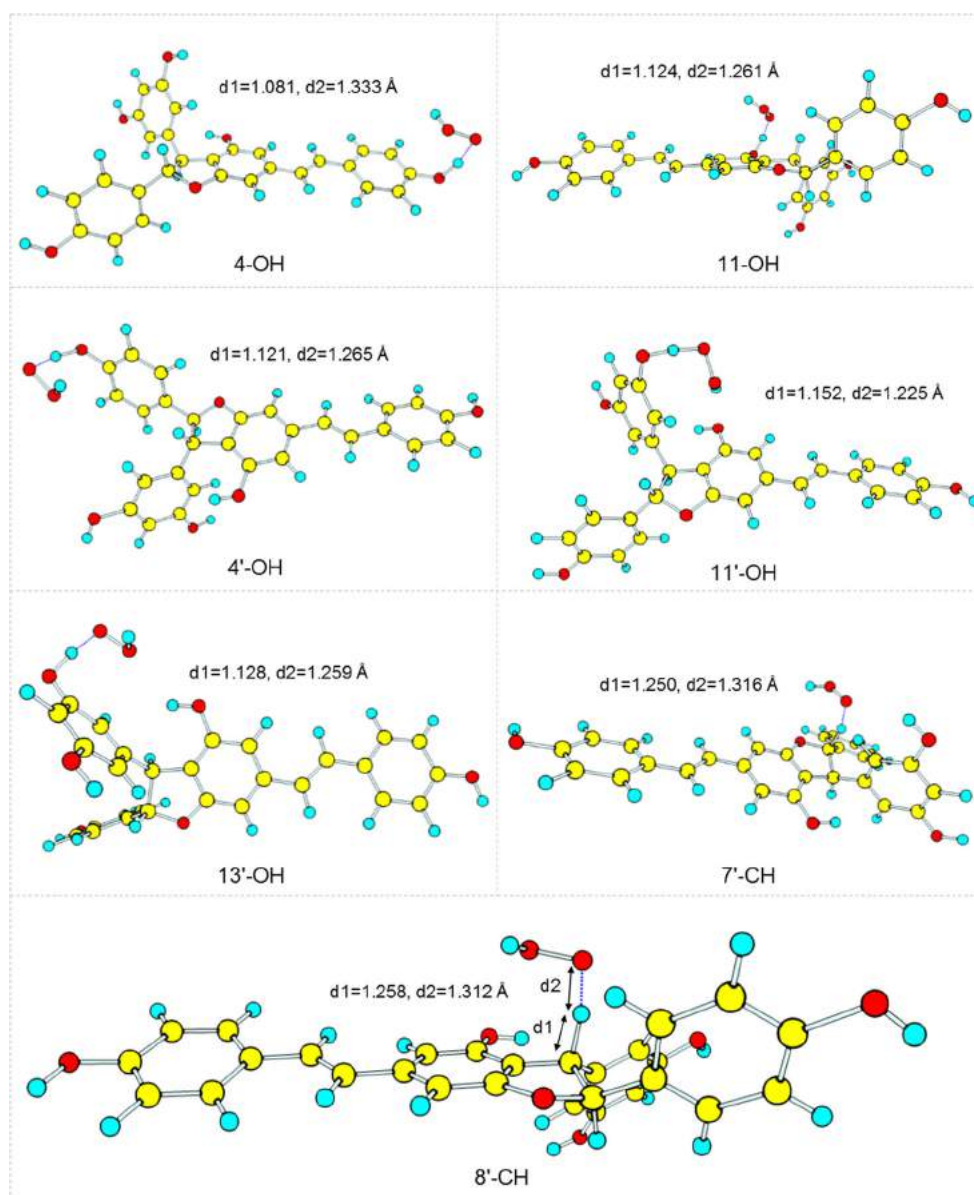 d1=1.081, d2=1.333 Å
4-OH
d1=1.124, d2=1.261 Å
11-OH
d1=1.121, d2=1.265 Å
4'-OH
d1=1.152, d2=1.225 Å
11'-OH
d1=1.128, d2=1.259 Å
13'-OH
d1=1.250, d2=1.316 Å
7'-CH
d1=1.258, d2=1.312 Å
d2
d1
8'-CH